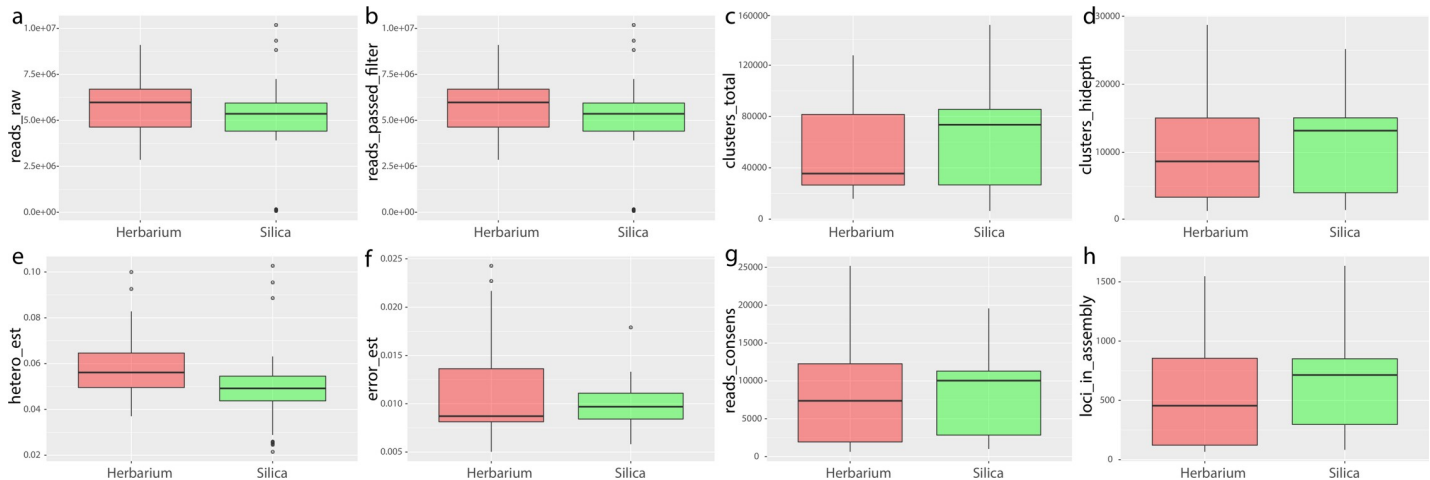 a
reads_raw
1.0e+07
7.5e+06
5.0e+06
2.5e+06
0.0e+00
Herbarium Silica
b
reads_passed_filter
1.0e+07
7.5e+06
5.0e+06
2.5e+06
0.0e+00
Herbarium Silica
c
clusters_total
160000
120000
80000
40000
0
Herbarium Silica
d
clusters_hidepth
30000
20000
10000
0
Herbarium Silica
e
hetero_est
0.10
0.08
0.06
0.04
0.02
Herbarium Silica
f
error_est
0.025
0.020
0.015
0.010
0.005
Herbarium Silica
g
reads_consens
25000
20000
15000
10000
5000
0
Herbarium Silica
h
loci_in_assembly
1500
1000
500
0
Herbarium Silica